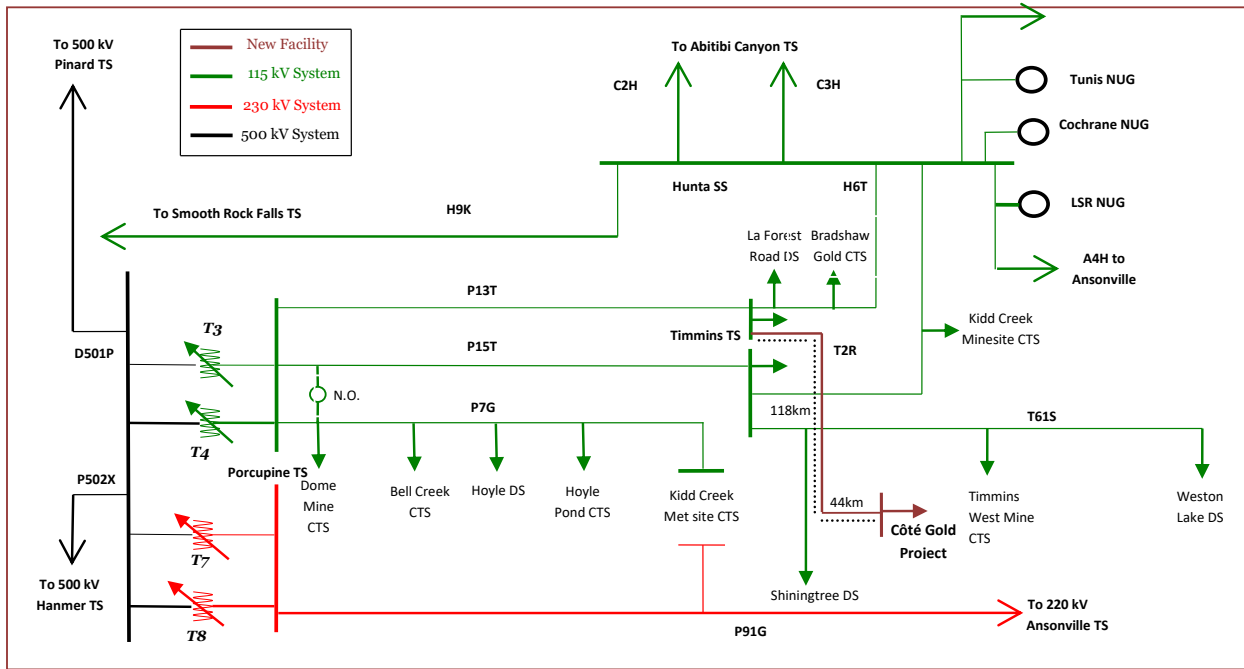 To 500 kV
Pinard TS
New Facility
115 kV System
230 kV System
500 kV System
To Abitibi Canyon TS
C2H
C3H
Tunis NUG
Cochrane NUG
LSR NUG
A4H to
Ansonville
Hunta SS
H6T
To Smooth Rock Falls TS
H9K
La Forest
Road DS
Bradshaw
Gold CTS
P13T
Timmins TS
T2R
Kidd Creek
Minesite CTS
D501P
T3
P15T
N.O.
P7G
118km
T61S
T4
Porcupine TS
P502X
Dome
Mine
CTS
Bell Creek
CTS
Hoyle DS
Hoyle
Pond CTS
Kidd Creek
Met site CTS
44km
Côté Gold
Project
Timmins
West Mine
CTS
Weston
Lake DS
T7
To 500 kV
Hanmer TS
T8
Shiningtree DS
P91G
To 220 kV
Ansonville TS